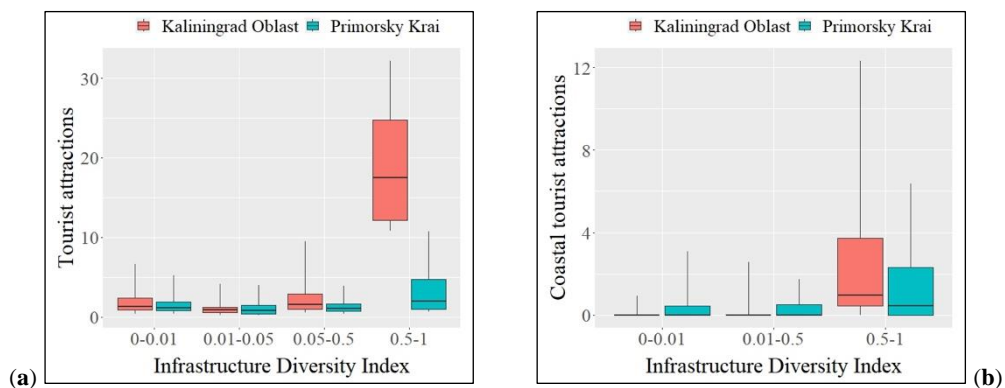 Kaliningrad Oblast Primorsky Krai
Tourist attractions
30
20
10
0
0-0.01 0.01-0.05 0.05-0.5 0.5-1
Infrastructure Diversity Index
(a)
Kaliningrad Oblast Primorsky Krai
Coastal tourist attractions
12
8
4
0
0-0.01 0.01-0.5 0.5-1
Infrastructure Diversity Index
(b)